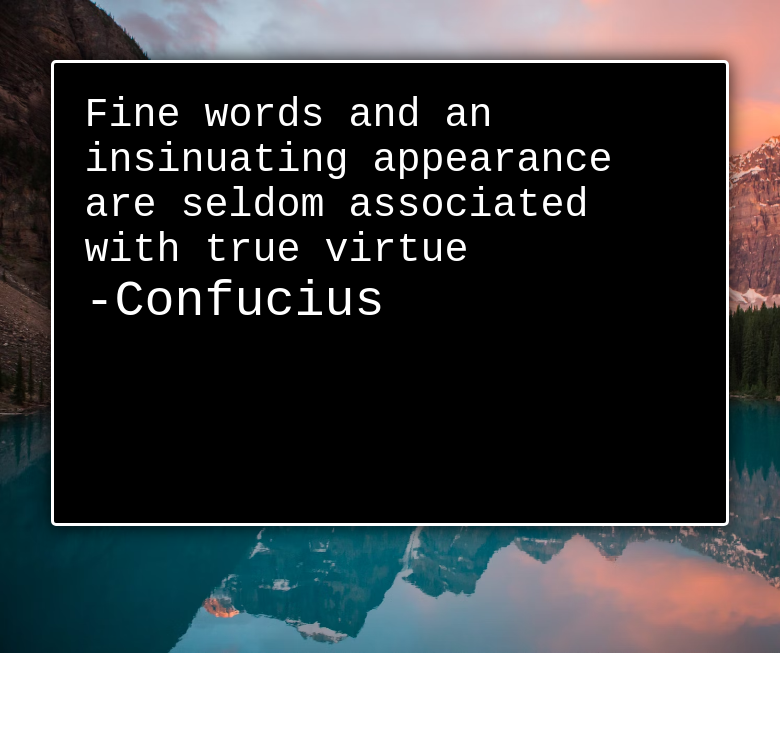 Fine words and an
insinuating appearance
are seldom associated
with true virtue
-Confucius